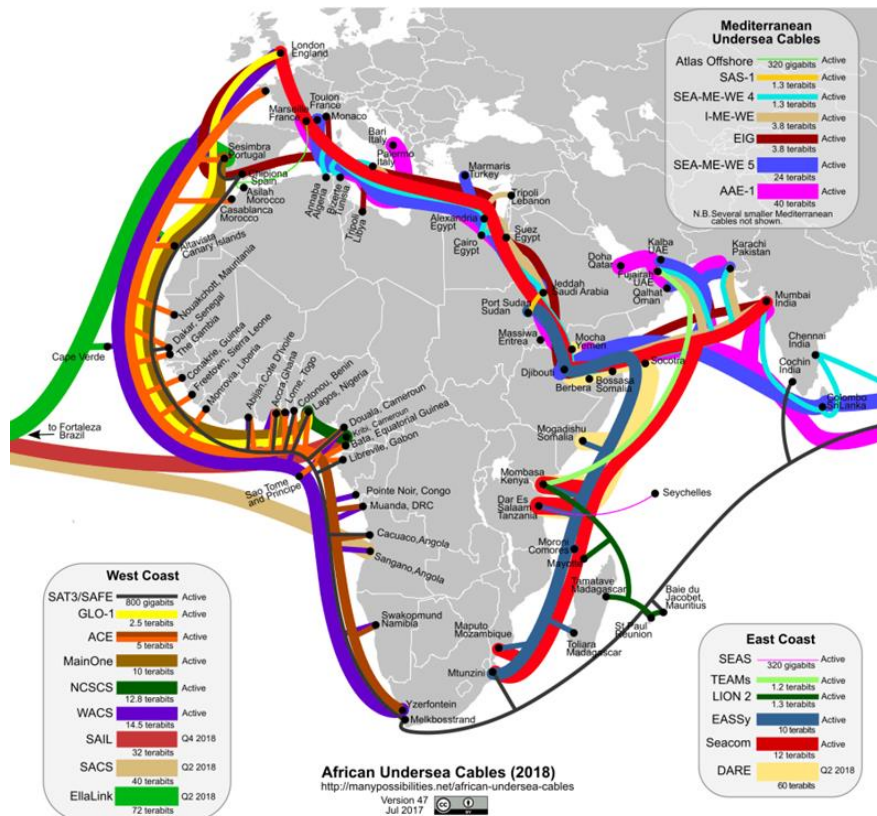 Mediterranean
Undersea Cables
Atlas Offshore
320 gigabits
Active
SAS-1
1.3 terabits
Active
SEA-ME-WE 4
1.3 terabits
Active
I-ME-WE
3.8 terabits
Active
EIG
3.8 terabits
Active
SEA-ME-WE 5
24 terabits
Active
AAE-1
40 terabits
Active
N.B.Several smaller Mediterranean
cables not shown.
London
England
Toulon
France
Marseille
France
Monaco
Bari
Italy
Palermo
Italy
Sesimbra
Portugal
Chipiona
Spain
Asilah
Morocco
Casablanca
Morocco
Annaba
Algeria
Bizerte
Tunisia
Tripoli
Libya
Marmaris
Turkey
Tripoli
Lebanon
Alexandria
Egypt
Cairo
Egypt
Suez
Egypt
Altavista
Canary Islands
Jeddah
Saudi Arabia
Port Sudan
Sudan
Massiwa
Eritrea
Mocha
Yemen
Djibouti
Berbera
Bossasa
Somalia
Socotra
Doha
Qatar
Kalba
UAE
Fujairah
UAE
Qalhat
Oman
Karachi
Pakistan
Mumbai
India
Chennai
India
Cochin
India
Colombo
Sri Lanka
Nouakchott, Mauritania
Dakar, Senegal
The Gambia
Conakrie, Guinea
Freetown, Sierra Leone
Monrovia, Liberia
Abijan,Cote D'Ivoire
Accra,Ghana
Lome, Togo
Cotonou, Benin
Lagos, Nigeria
Cape Verde
to Fortaleza
Brazil
Douala, Cameroun
Kribi, Cameroun
Bata, Equatorial Guinea
Libreville, Gabon
Sao Tome
and Principe
Pointe Noir, Congo
Muanda, DRC
Cacuaco,Angola
Sangano,Angola
Mogadishu
Somalia
Mombasa
Kenya
Dar Es
Salaam
Tanzania
Seychelles
Moroni
Comores
Mayotte
Tamatave
Madagascar
Baie du
Jacobet,
Mauritius
St Paul
Reunion
Toliara
Madagascar
Maputo
Mozambique
Mtunzini
Swakopmund
Namibia
Yzerfontein
Melkbosstrand
West Coast
SAT3/SAFE
800 gigabits
Active
GLO-1
2.5 terabits
Active
ACE
5 terabits
Active
MainOne
10 terabits
Active
NCSCS
12.8 terabits
Active
WACS
14.5 terabits
Active
SAIL
32 terabits
Q4 2018
SACS
40 terabits
Q2 2018
EllaLink
72 terabits
Q2 2018
East Coast
SEAS
320 gigabits
Active
TEAMs
1.2 terabits
Active
LION 2
1.3 terabits
Active
EASSy
10 terabits
Active
Seacom
12 terabits
Active
DARE
60 terabits
Q2 2018
African Undersea Cables (2018)
http://manypossibilities.net/african-undersea-cables
Version 47
Jul 2017
cc
BY